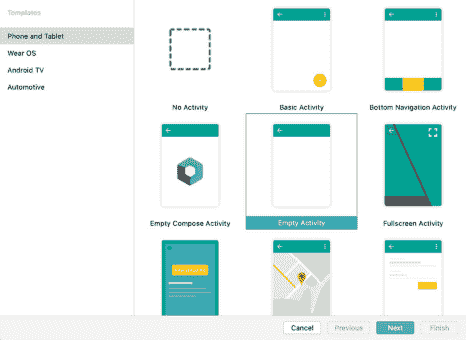 Templates
Phone and Tablet
Wear OS
Android TV
Automotive
No Activity
Basic Activity
Bottom Navigation Activity
Empty Compose Activity
Empty Activity
Fullscreen Activity
Cancel
Previous
Next
Finish